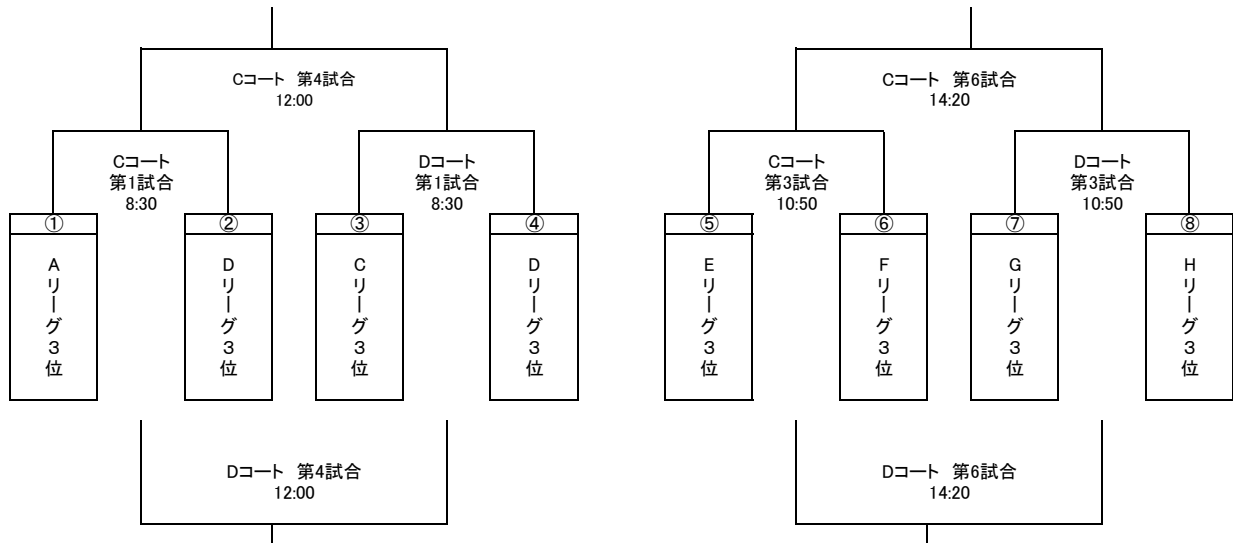 Cコート 第4試合
12:00
Cコート 第6試合
14:20
Cコート
第1試合
8:30
Dコート
第1試合
8:30
Cコート
第3試合
10:50
Dコート
第3試合
10:50
①
②
③
④
⑤
⑥
⑦
⑧
Aリーグ3位
Dリーグ3位
Cリーグ3位
Dリーグ3位
Eリーグ3位
Fリーグ3位
Gリーグ3位
Hリーグ3位
Dコート 第4試合
12:00
Dコート 第6試合
14:20